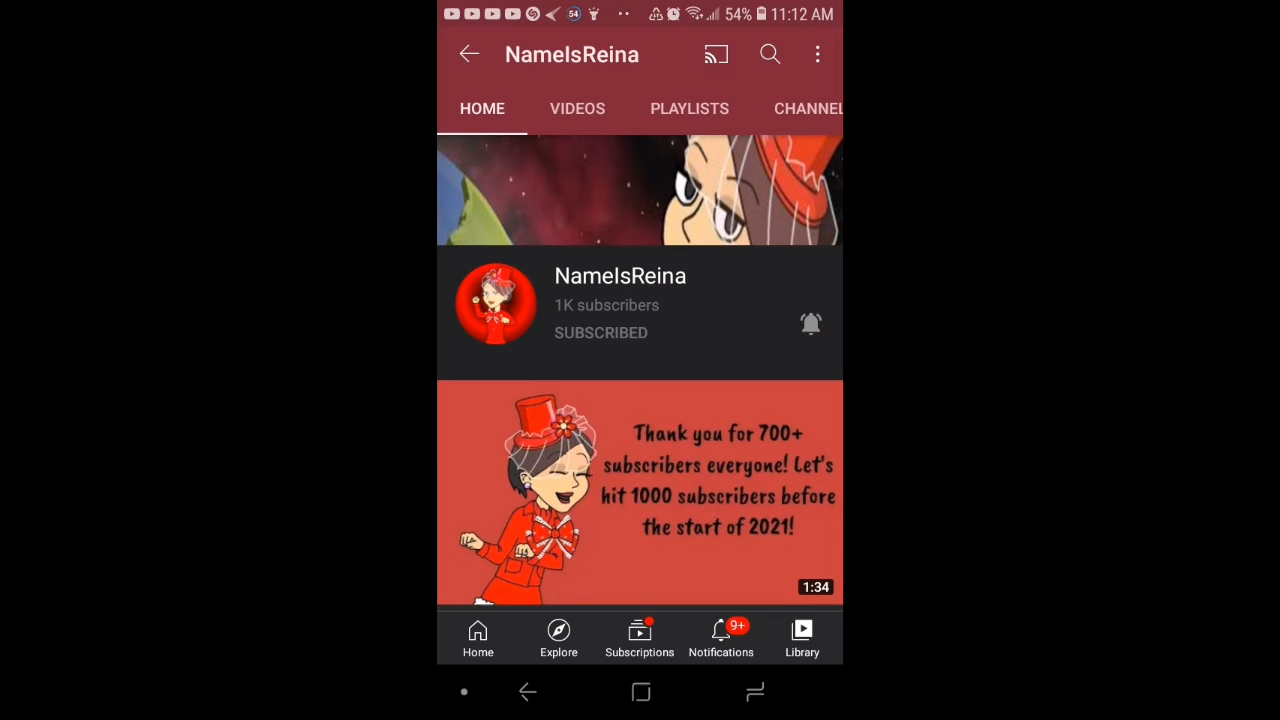 54 54% 11:12 AM
NameIsReina
HOME VIDEOS PLAYLISTS CHANNEL
NameIsReina
1K subscribers
SUBSCRIBED
Thank you for 700+
subscribers everyone! Let's
hit 1000 subscribers before
the start of 2021!
1:34
9+
Home Explore Subscriptions Notifications Library